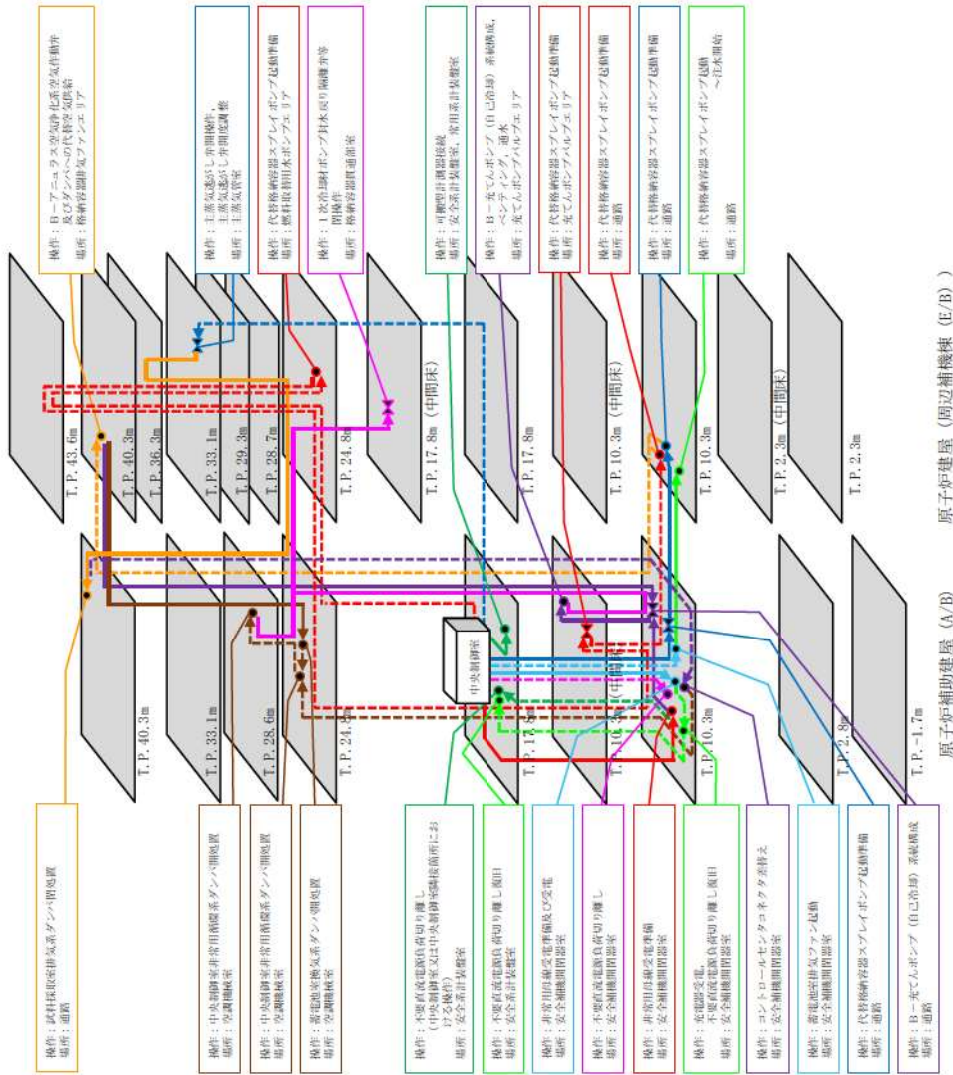 操作：B－アニュラス空気浄化系空気作動弁
及びダンパへの代替空気供給
場所：格納容器排気ファンエリア
操作：主蒸気逃がし弁開操作，
主蒸気逃がし弁開度調整
場所：主蒸気管室
操作：代替格納容器スプレイポンプ起動準備
場所：燃料取替用水ポンプエリア
操作：1次冷却材ポンプ封水戻り隔離弁等
閉操作
場所：格納容器貫通部室
操作：可搬型計測器接続
場所：安全系計装盤室，常用系計装盤室
操作：B－充てんポンプ（自己冷却）系統構成，
ベンティング，通水
場所：充てんポンプバルブエリア
操作：代替格納容器スプレイポンプ起動準備
場所：充てんポンプバルブエリア
操作：代替格納容器スプレイポンプ起動準備
場所：通路
操作：代替格納容器スプレイポンプ起動準備
場所：通路
操作：代替格納容器スプレイポンプ起動
～注水開始
場所：通路
T.P.43.6m
T.P.40.3m
T.P.36.3m
T.P.33.1m
T.P.29.3m
T.P.28.7m
T.P.24.8m
T.P.17.8m（中間床）
T.P.17.8m
T.P.10.3m（中間床）
T.P.10.3m
T.P.2.3m（中間床）
T.P.2.3m
原子炉建屋（周辺補機棟（E/B））
中央制御室
T.P.40.3m
T.P.33.1m
T.P.28.6m
T.P.24.8m
T.P.17.8m
T.P.10.3m（中間床）
T.P.10.3m
T.P.2.8m
T.P.-1.7m
原子炉補助建屋（A/B）
操作：試料採取室排気系ダンパ閉処置
場所：通路
操作：中央制御室非常用循環系ダンパ開処置
場所：空調機械室
操作：中央制御室非常用循環系ダンパ開処置
場所：空調機械室
操作：蓄電池室換気系ダンパ開処置
場所：空調機械室
操作：不要直流電源負荷切り離し
（中央制御室又は中央制御室隣接箇所にお
ける操作）
場所：安全系計装盤室
操作：不要直流電源負荷切り離し復旧
場所：安全系計装盤室
操作：非常用母線受電準備及び受電
場所：安全補機開閉器室
操作：不要直流電源負荷切り離し
場所：安全補機開閉器室
操作：非常用母線受電準備
場所：安全補機開閉器室
操作：充電器受電，
不要直流電源負荷切り離し復旧
場所：安全補機開閉器室
操作：コントロールセンタコネクタ差替え
場所：安全補機開閉器室
操作：蓄電池室排気ファン起動
場所：安全補機開閉器室
操作：代替格納容器スプレイポンプ起動準備
場所：通路
操作：B－充てんポンプ（自己冷却）系統構成
場所：通路